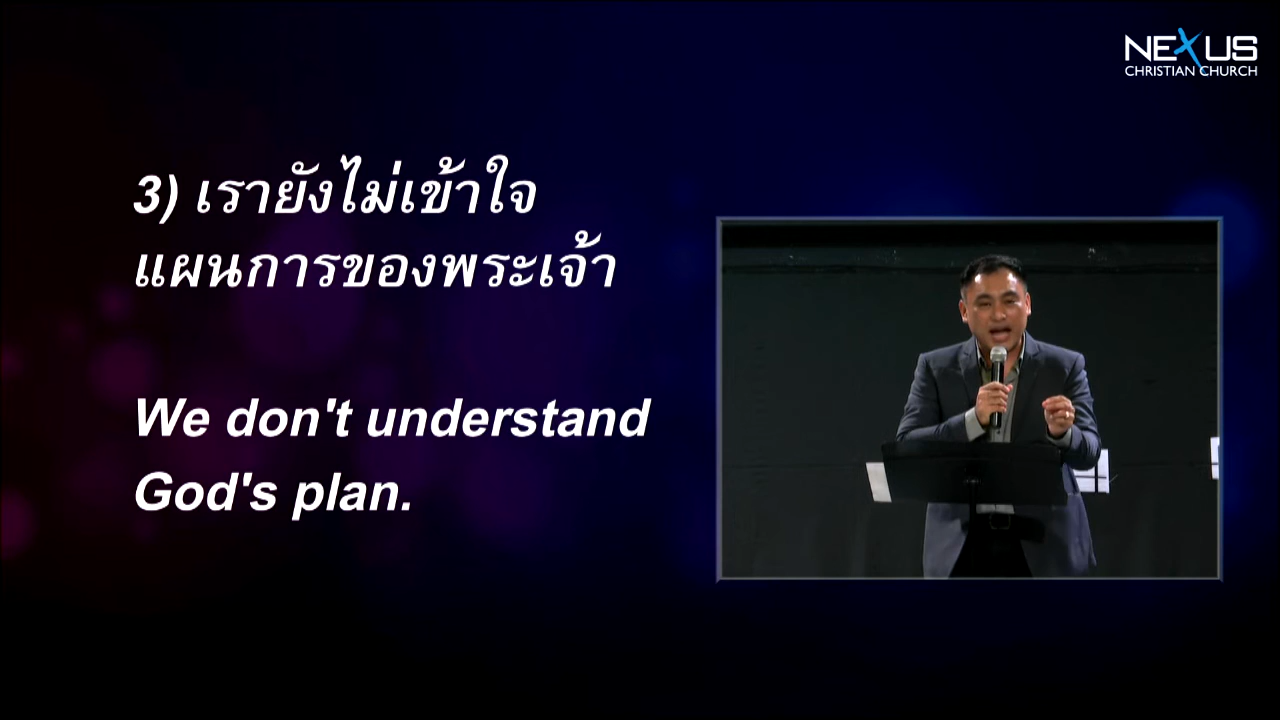 NEXUS
CHRISTIAN CHURCH
3) เรายังไม่เข้าใจ
แผนการของพระเจ้า
We don't understand
God's plan.